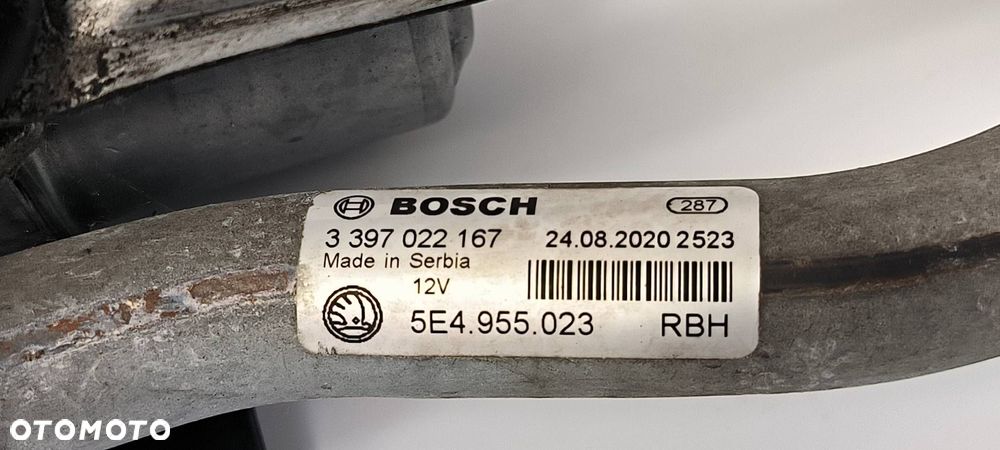 BOSCH 287
3 397 022 167 24.08.2020 2523
Made in Serbia
12V
5E4.955.023 RBH
OTOMOTO